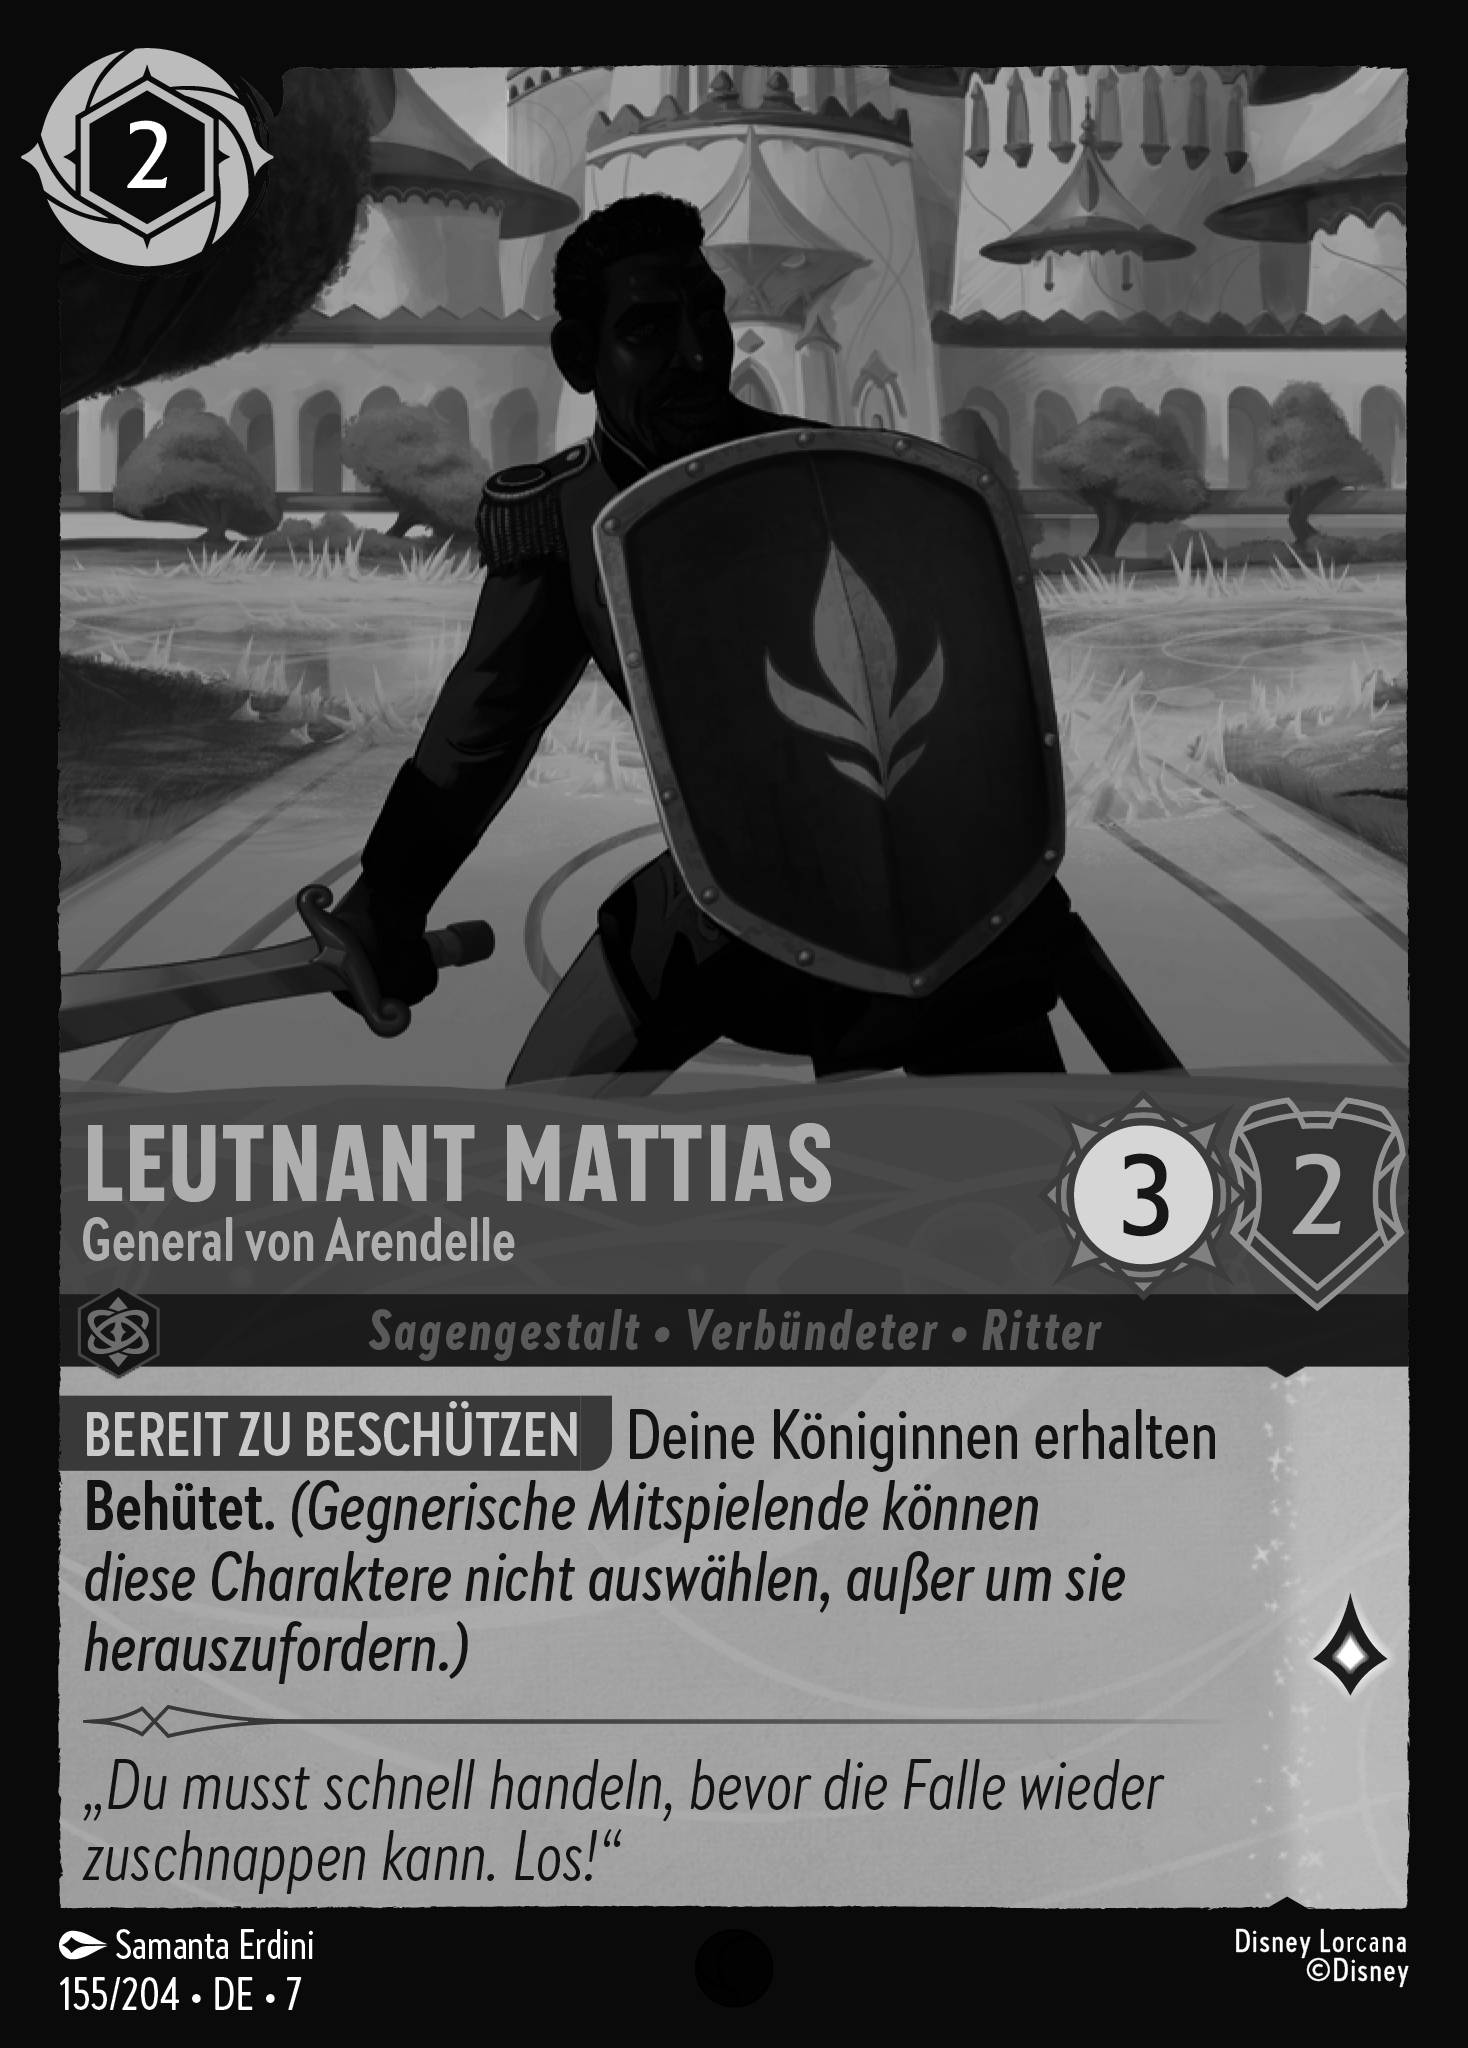 2
LEUTNANT MATTIAS
3 2
General von Arendelle
Sagengestalt • Verbündeter • Ritter
BEREIT ZU BESCHÜTZEN Deine Königinnen erhalten
Behütet. (Gegnerische Mitspielende können
diese Charaktere nicht auswählen, außer um sie
herauszufordern.)
„Du musst schnell handeln, bevor die Falle wieder
zuschnappen kann. Los!“
Samanta Erdini
155/204 • DE • 7
Disney Lorcana
©Disney